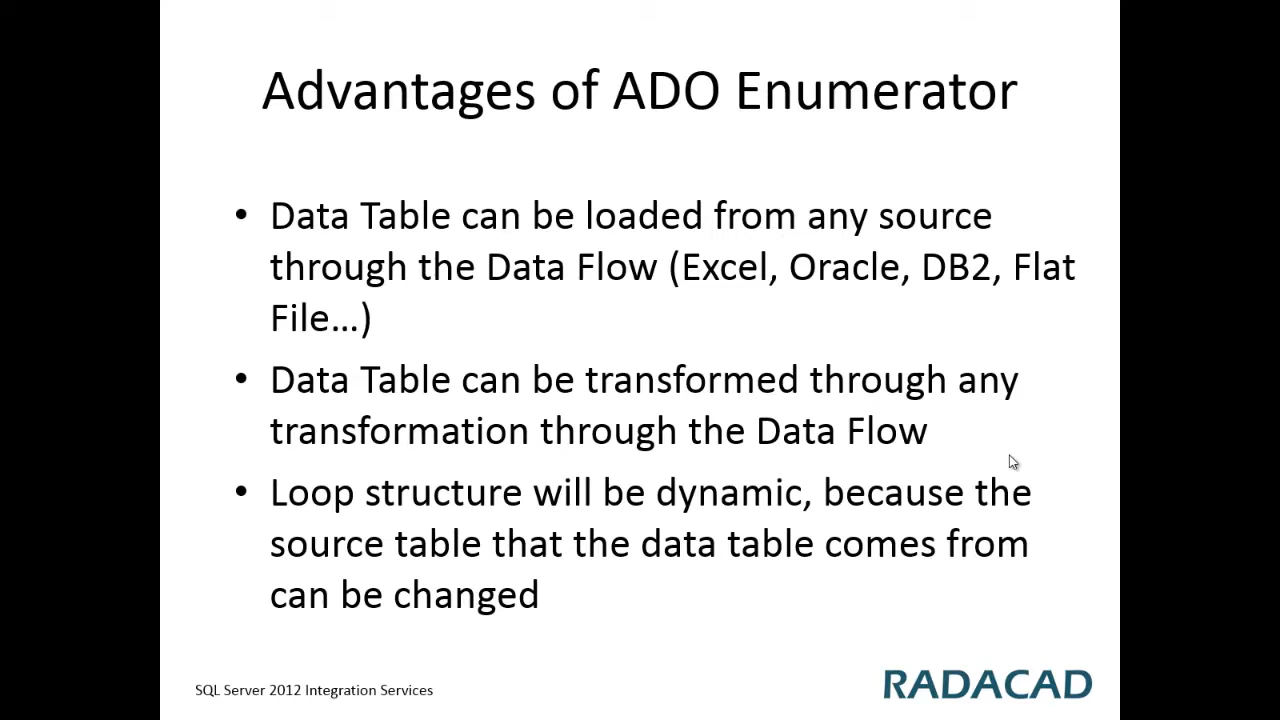 Advantages of ADO Enumerator
• Data Table can be loaded from any source
through the Data Flow (Excel, Oracle, DB2, Flat
File…)
• Data Table can be transformed through any
transformation through the Data Flow
• Loop structure will be dynamic, because the
source table that the data table comes from
can be changed
SQL Server 2012 Integration Services
RADACAD